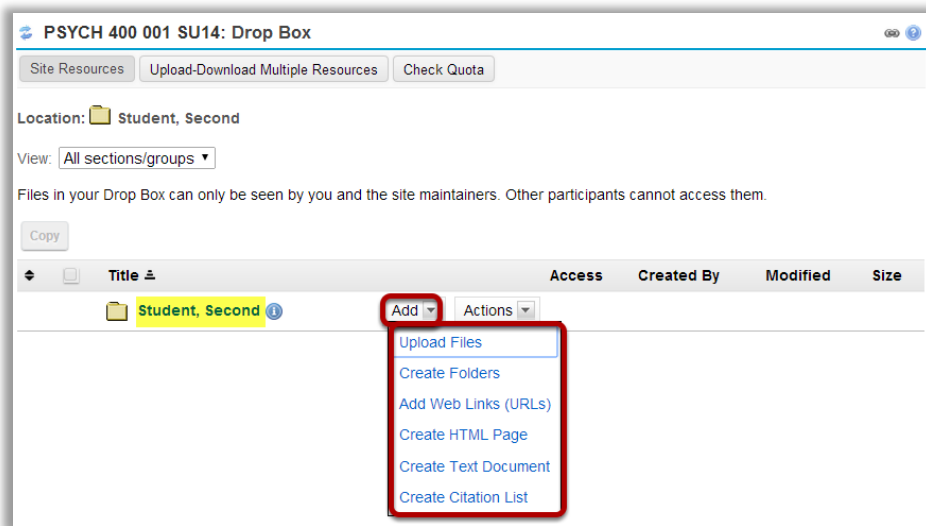 PSYCH 400 001 SU14: Drop Box
Site Resources Upload-Download Multiple Resources Check Quota
Location: Student, Second
View: All sections/groups
Files in your Drop Box can only be seen by you and the site maintainers. Other participants cannot access them.
Copy
Title Access Created By Modified Size
Student, Second Add Actions
Upload Files
Create Folders
Add Web Links (URLs)
Create HTML Page
Create Text Document
Create Citation List